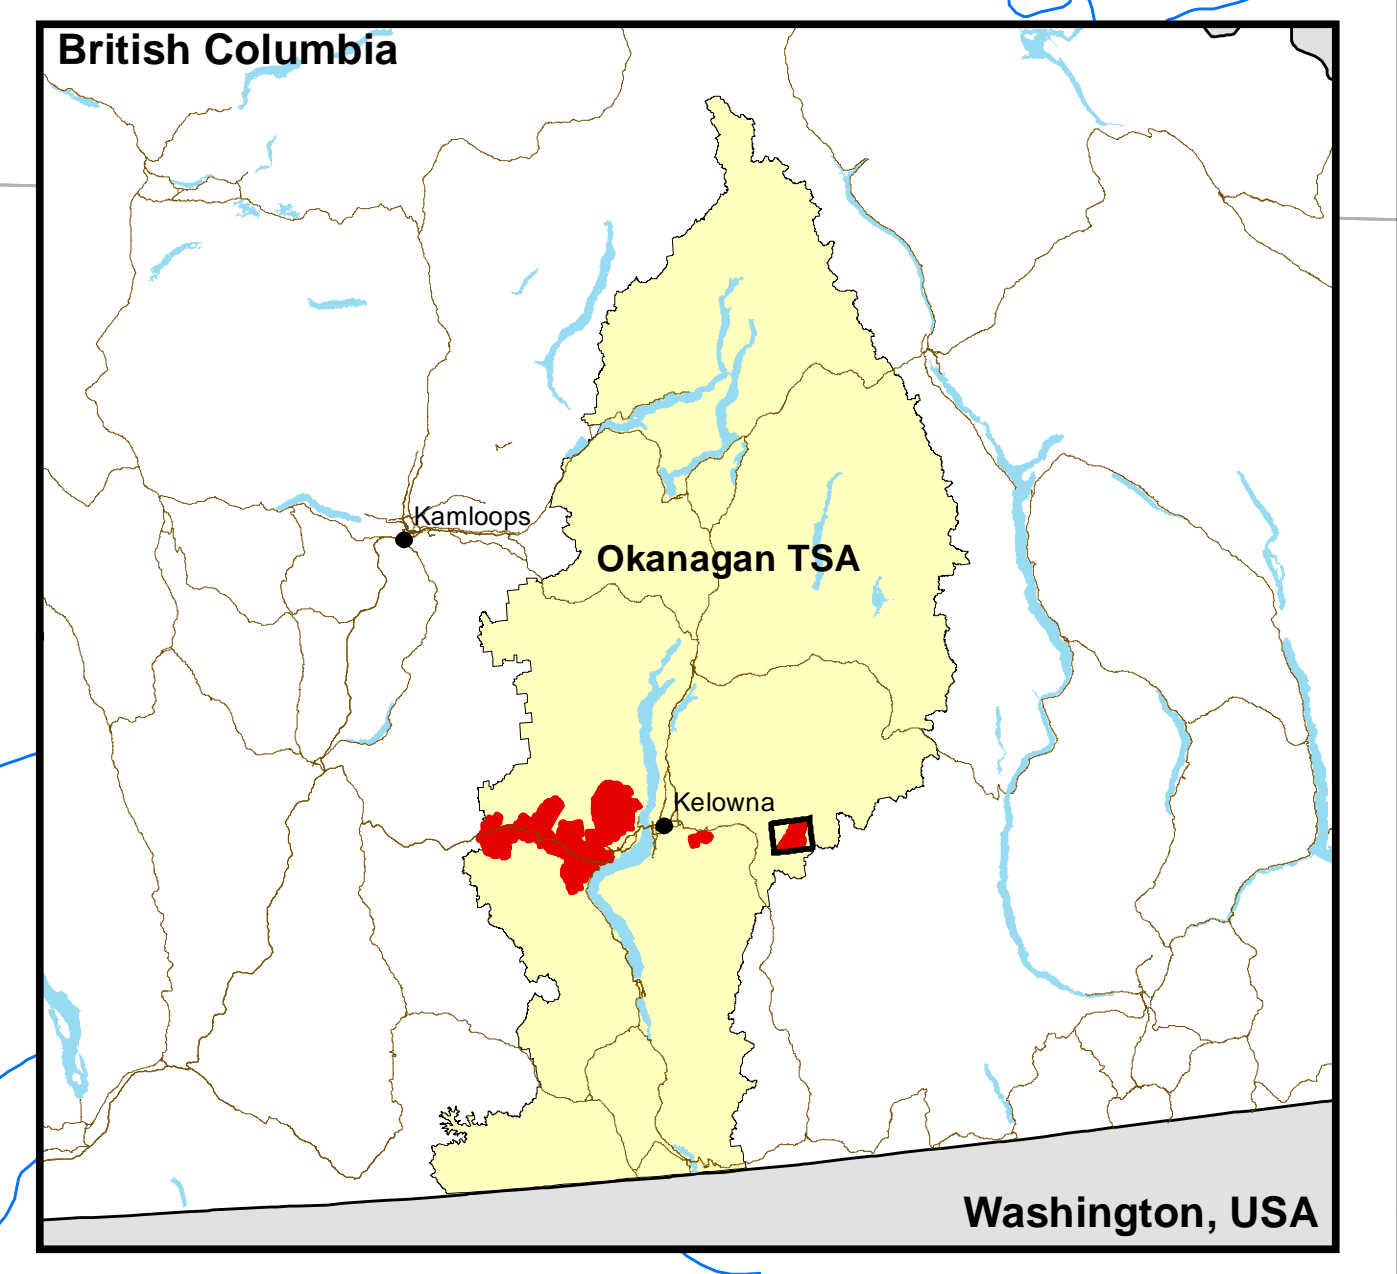 British Columbia
Kamloops
Okanagan TSA
Kelowna
Washington, USA